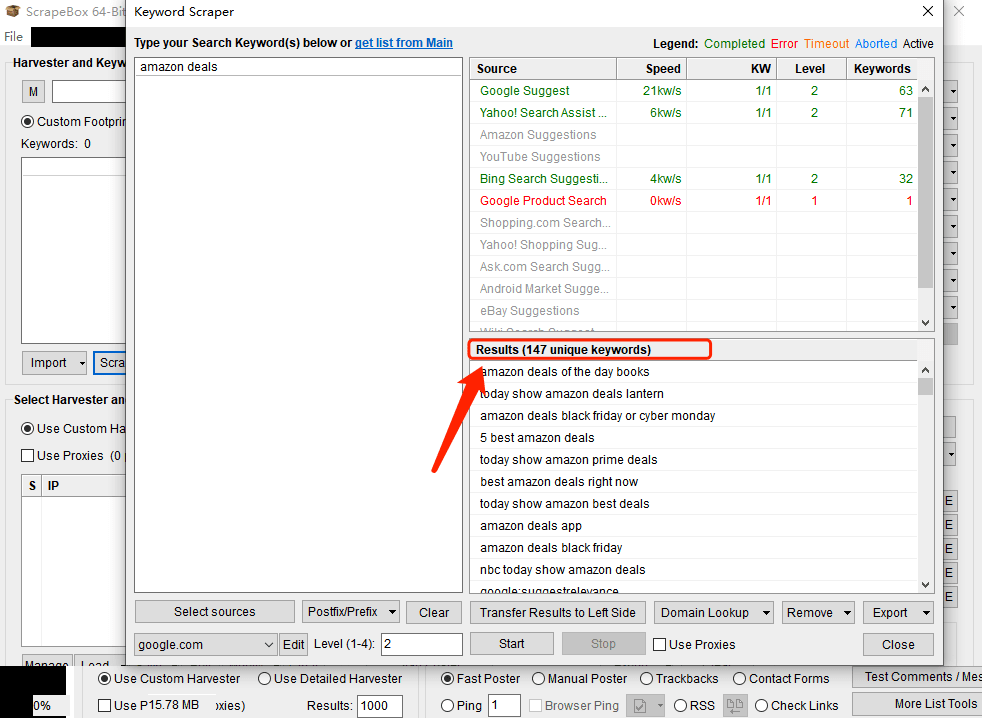 ScrapeBox 64-Bit
Keyword Scraper
File
Type your Search Keyword(s) below or get list from Main
Legend: Completed Error Timeout Aborted Active
Harvester and Keyw
M
Custom Footprin
Keywords: 0
Import
Scra
amazon deals
Source Speed KW Level Keywords
Google Suggest 21kw/s 1/1 2 63
Yahoo! Search Assist ... 6kw/s 1/1 2 71
Amazon Suggestions
YouTube Suggestions
Bing Search Suggesti... 4kw/s 1/1 2 32
Google Product Search 0kw/s 1/1 1 1
Shopping.com Search...
Yahoo! Shopping Sug...
Ask.com Search Sugg...
Android Market Sugge...
eBay Suggestions
Wiki Search Suggest
Results (147 unique keywords)
amazon deals of the day books
today show amazon deals lantern
amazon deals black friday or cyber monday
5 best amazon deals
today show amazon prime deals
best amazon deals right now
today show amazon best deals
amazon deals app
amazon deals black friday
nbc today show amazon deals
google:suggestrelevance
Select Harvester an
Use Custom Ha
Use Proxies (0
S IP
E
E
E
E
E
Select sources Postfix/Prefix Clear Transfer Results to Left Side Domain Lookup Remove Export
google.com Edit Level (1-4): 2 Start Stop Use Proxies Close
Manage Load
Use Custom Harvester Use Detailed Harvester Fast Poster Manual Poster Trackbacks Contact Forms Test Comments / Mes
0% Use P15.78 MB xies) Results: 1000 Ping 1 Browser Ping RSS Check Links More List Tools